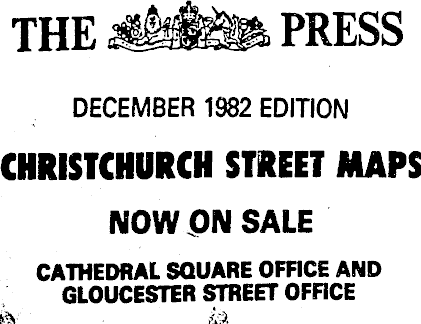 THE PRESS
DECEMBER 1982 EDITION
CHRISTCHURCH STREET MAPS
NOW ON SALE
CATHEDRAL SQUARE OFFICE AND
GLOUCESTER STREET OFFICE